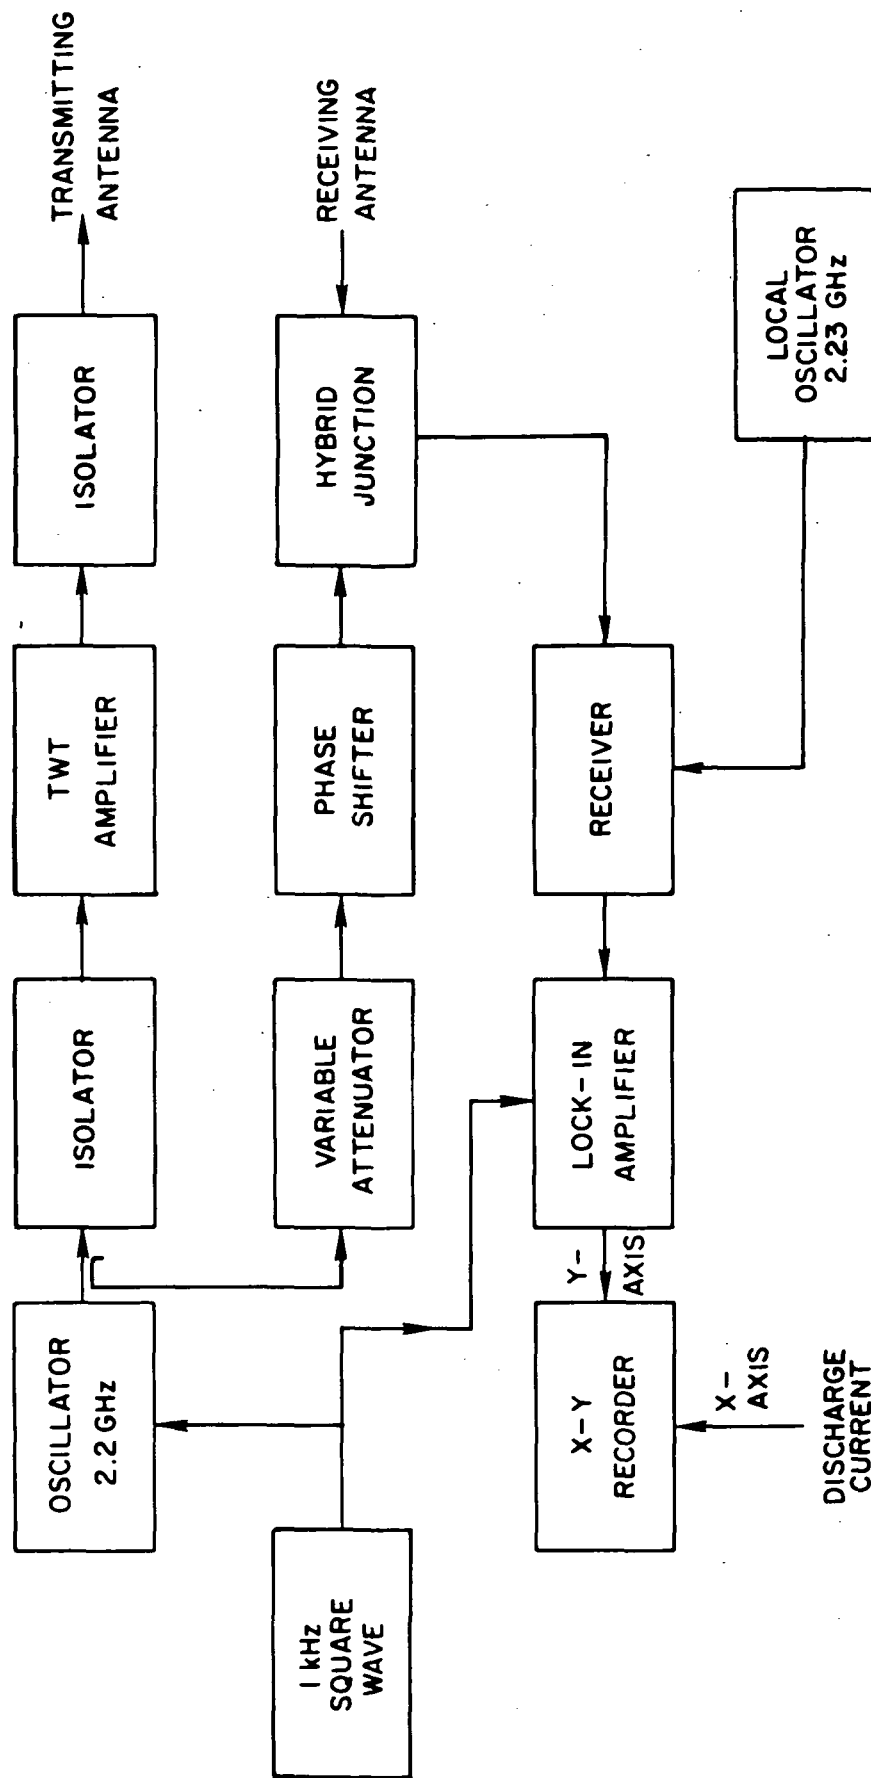 OSCILLATOR
2.2 GHz
ISOLATOR
TWT
AMPLIFIER
ISOLATOR
TRANSMITTING
ANTENNA
1 kHz
SQUARE
WAVE
VARIABLE
ATTENUATOR
PHASE
SHIFTER
HYBRID
JUNCTION
RECEIVING
ANTENNA
X-Y
RECORDER
Y-
AXIS
LOCK-IN
AMPLIFIER
RECEIVER
X-
AXIS
DISCHARGE
CURRENT
LOCAL
OSCILLATOR
2.23 GHz